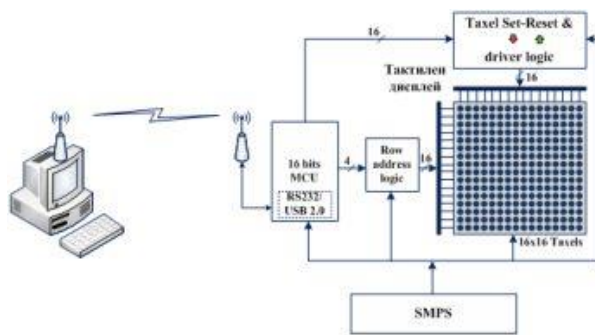 16
Taxel Set-Reset &
driver logic
16
Тактилен
дисплей
16 bits
MCU
RS232/
USB 2.0
4
Row
address
logic
16
16x16 Taxels
SMPS